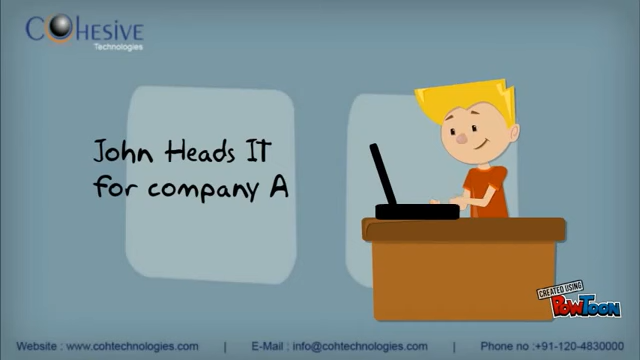 COHESIVE
Technologies
John Heads IT
for company A
CREATED USING
POWTOON
Website : www.cohtechnologies.com | E-Mail : info@cohtechnologies.com | Phone no :+91-120-4830000